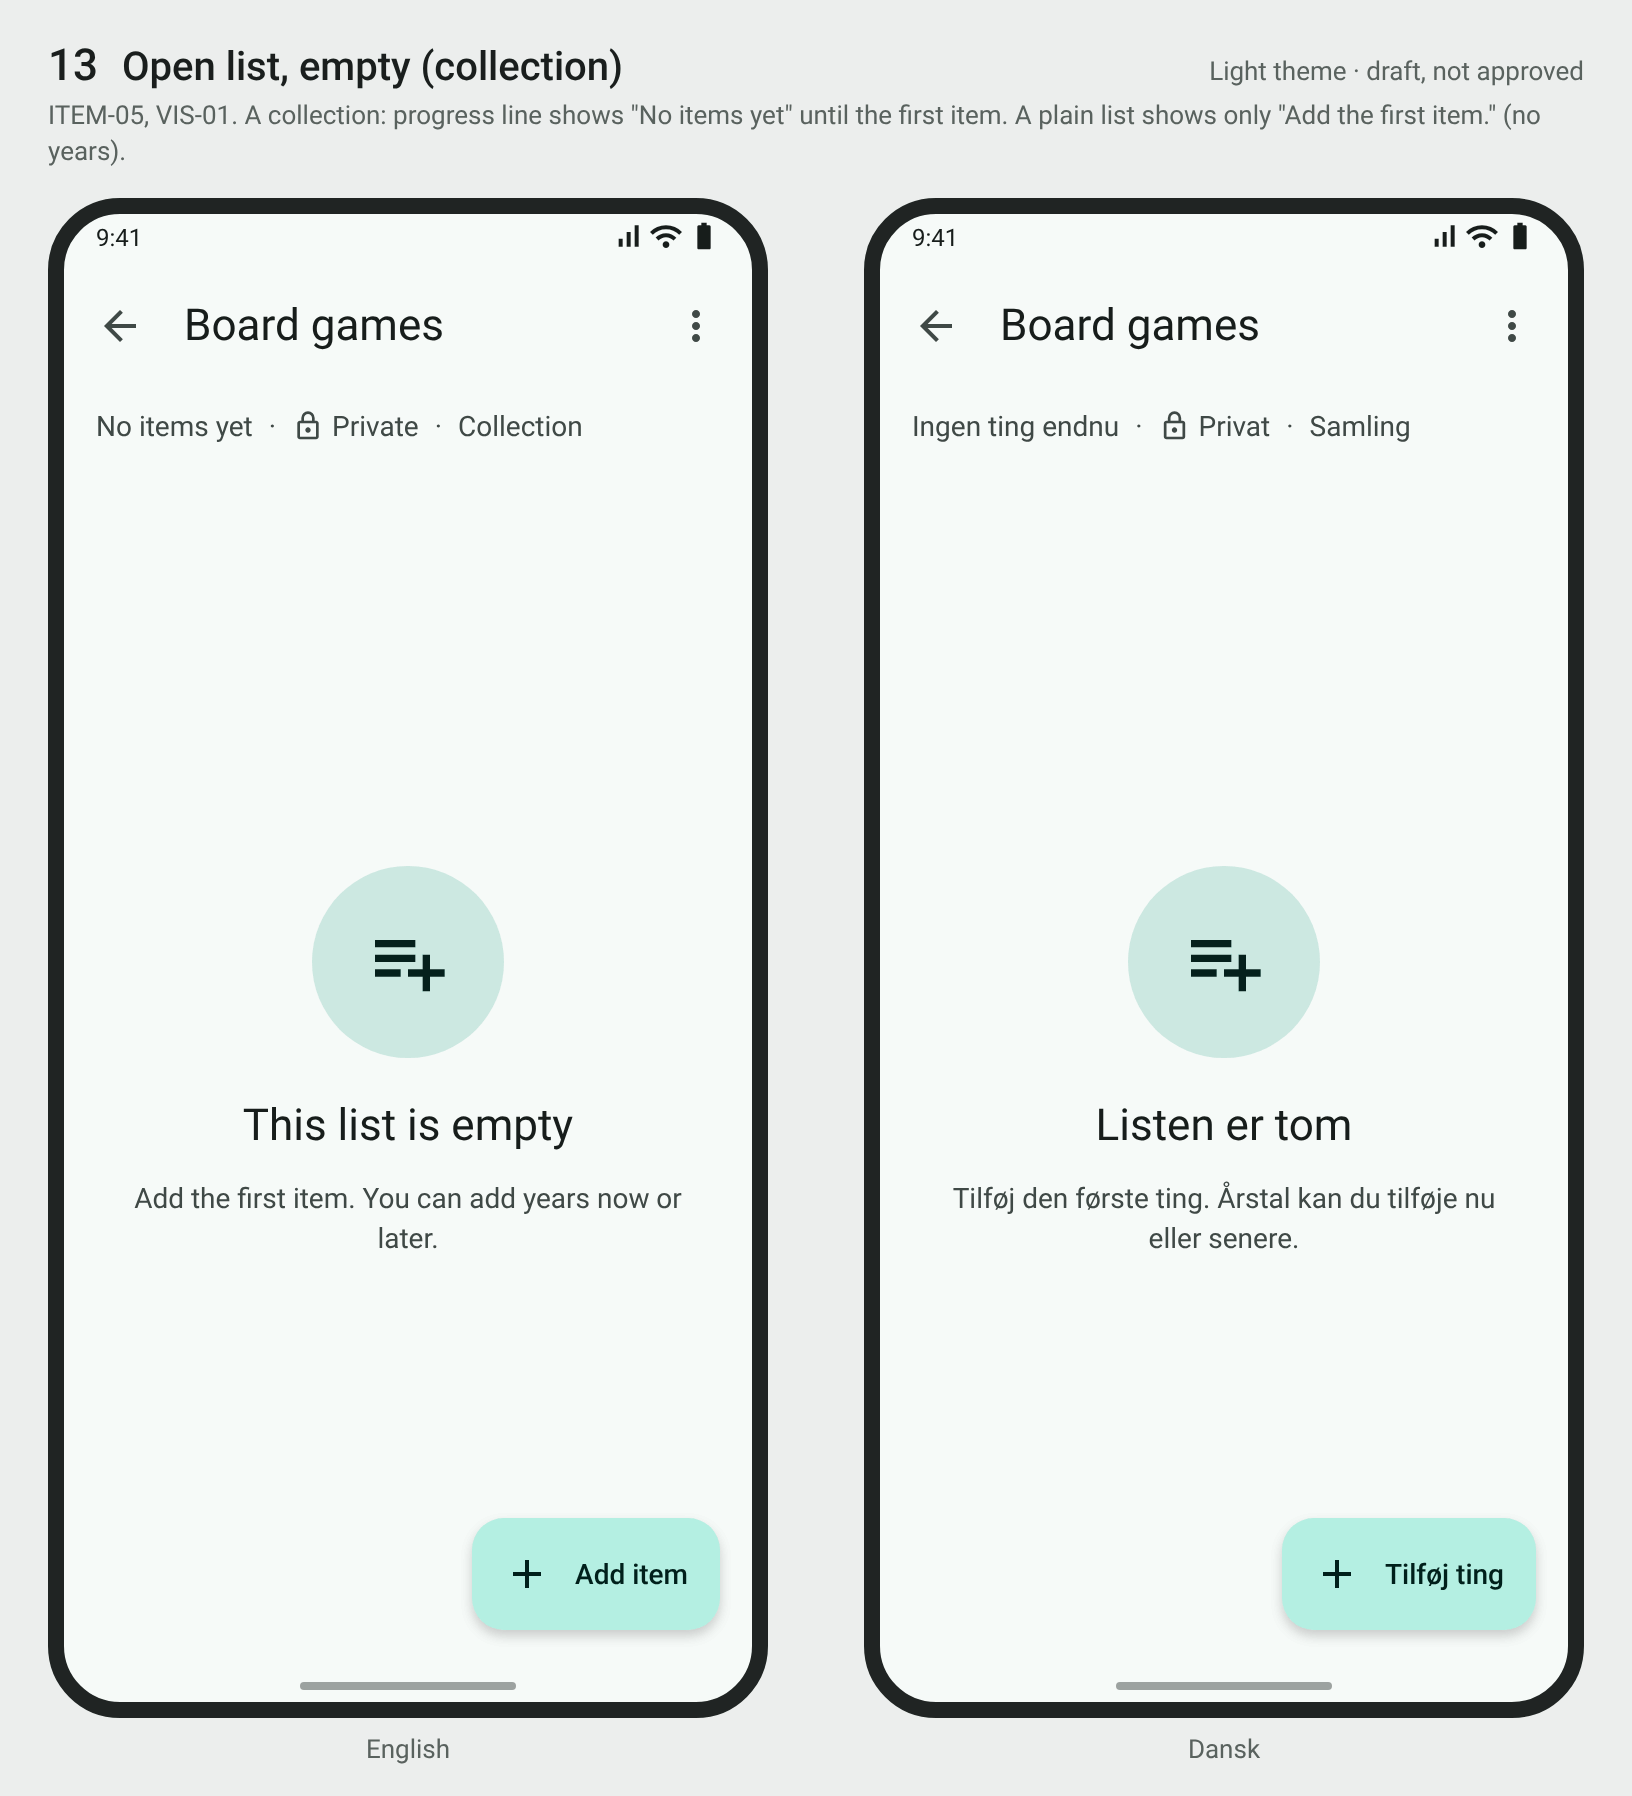 13 Open list, empty (collection)
Light theme · draft, not approved
ITEM-05, VIS-01. A collection: progress line shows "No items yet" until the first item. A plain list shows only "Add the first item." (no
years).
9:41
Board games
No items yet · Private · Collection
This list is empty
Add the first item. You can add years now or
later.
Add item
English
9:41
Board games
Ingen ting endnu · Privat · Samling
Listen er tom
Tilføj den første ting. Årstal kan du tilføje nu
eller senere.
Tilføj ting
Dansk